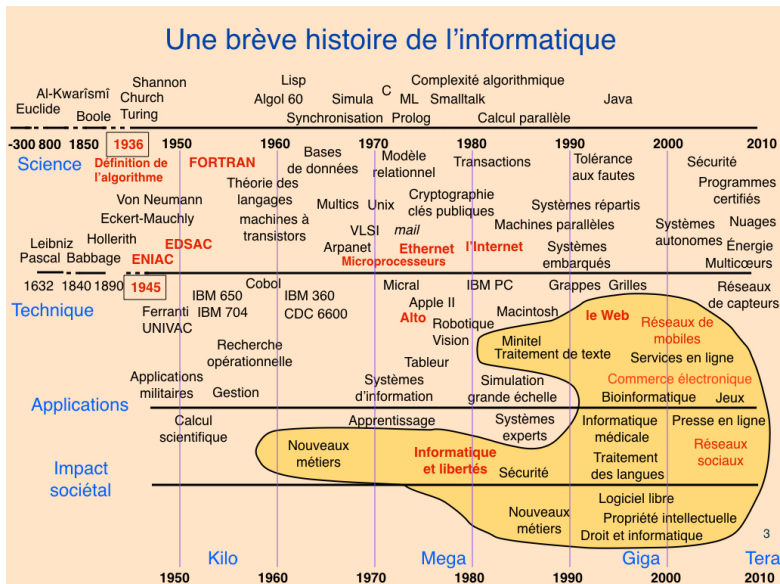 Une brève histoire de l'informatique
Shannon
Lisp
Complexité algorithmique
Al-Kwarîsmî
Church
Algol 60
Simula
C
ML
Smalltalk
Java
Euclide
Boole
Turing
Synchronisation
Prolog
Calcul parallèle
-300 800
1850
1936
1950
1960
1970
1980
1990
2000
2010
Science
Définition de
l'algorithme
FORTRAN
Bases
de données
Modèle
relationnel
Transactions
Tolérance
aux fautes
Sécurité
Théorie des
langages
Programmes
certifiés
Von Neumann
Multics
Unix
Cryptographie
clés publiques
Systèmes répartis
Eckert-Mauchly
machines à
transistors
VLSI
mail
Machines parallèles
Systèmes
autonomes
Nuages
Leibniz
Pascal
Babbage
Hollerith
EDSAC
ENIAC
Arpanet
Ethernet
l'Internet
Microprocesseurs
Systèmes
embarqués
Énergie
Multicœurs
1632
1840
1890
1945
Cobol
Micral
IBM PC
Grappes
Grilles
Réseaux
de capteurs
Technique
Ferranti
UNIVAC
IBM 650
IBM 704
IBM 360
CDC 6600
Apple II
Alto
Robotique
Vision
Macintosh
le Web
Réseaux de
mobiles
Minitel
Traitement de texte
Services en ligne
Recherche
opérationnelle
Tableur
Applications
militaires
Gestion
Systèmes
d'information
Simulation
grande échelle
Commerce électronique
Bioinformatique
Jeux
Applications
Calcul
scientifique
Apprentissage
Systèmes
experts
Informatique
médicale
Presse en ligne
Nouveaux
métiers
Informatique
et libertés
Sécurité
Traitement
des langues
Réseaux
sociaux
Impact
sociétal
Nouveaux
métiers
Logiciel libre
Propriété intellectuelle
Droit et informatique
3
Kilo
Mega
Giga
Tera
1950
1960
1970
1980
1990
2000
2010